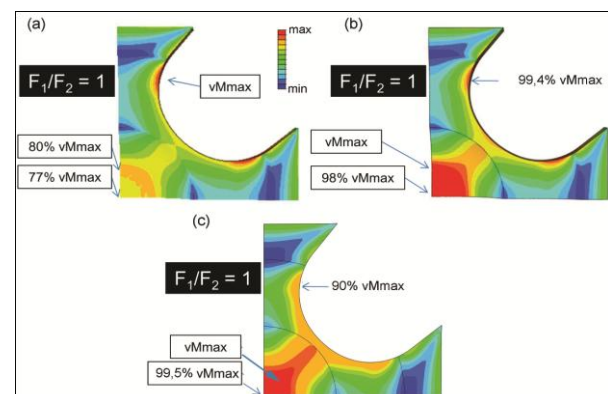 (a)
max
min
F₁/F₂ = 1
vMmax
80% vMmax
77% vMmax
(b)
F₁/F₂ = 1
99,4% vMmax
vMmax
98% vMmax
(c)
F₁/F₂ = 1
90% vMmax
vMmax
99,5% vMmax